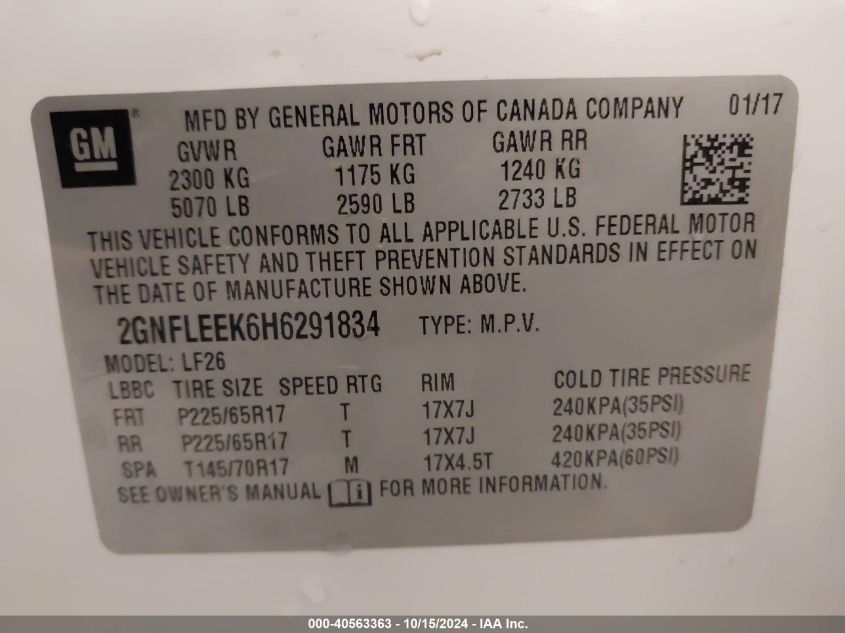 GM ®
MFD BY GENERAL MOTORS OF CANADA COMPANY 01/17
GVWR GAWR FRT GAWR RR
2300 KG 1175 KG 1240 KG
5070 LB 2590 LB 2733 LB
THIS VEHICLE CONFORMS TO ALL APPLICABLE U.S. FEDERAL MOTOR
VEHICLE SAFETY AND THEFT PREVENTION STANDARDS IN EFFECT ON
THE DATE OF MANUFACTURE SHOWN ABOVE.
2GNFLEEK6H6291834 TYPE: M.P.V.
MODEL: LF26
LBBC TIRE SIZE SPEED RTG RIM COLD TIRE PRESSURE
FRT P225/65R17 T 17X7J 240KPA(35PSI)
RR P225/65R17 T 17X7J 240KPA(35PSI)
SPA T145/70R17 M 17X4.5T 420KPA(60PSI)
SEE OWNER'S MANUAL i FOR MORE INFORMATION.
000-40563363 - 10/15/2024 - IAA Inc.